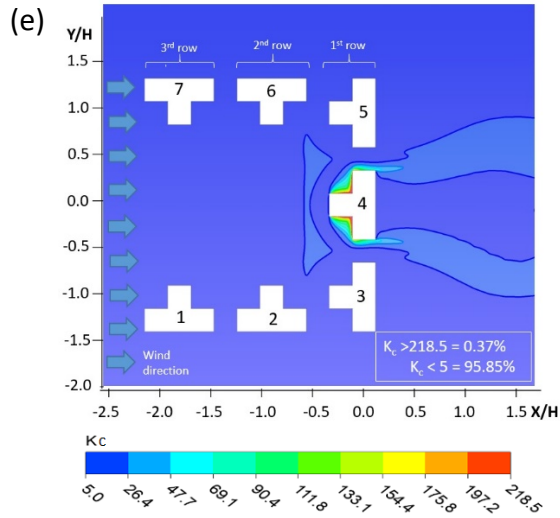 (e)
Y/H
3rd row 2nd row 1st row
1.5
7 6 5
1.0
0.5
0.0
4
-0.5
-1.0
1 2 3
-1.5
-2.0
Wind
direction
Kc >218.5 = 0.37%
Kc < 5 = 95.85%
-2.5 -2.0 -1.5 -1.0 -0.5 0.0 0.5 1.0 1.5 X/H
Kc
5.0 26.4 47.7 69.1 90.4 111.8 133.1 154.4 175.8 197.2 218.5